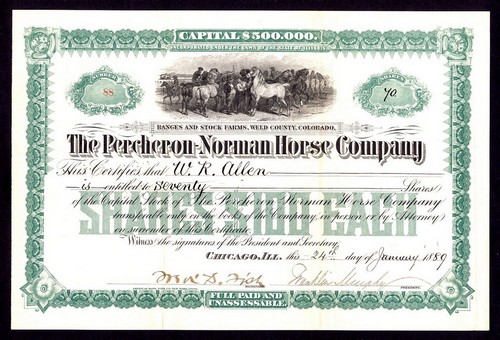 CAPITAL $500.000.
INCORPORATED UNDER THE LAWS OF THE STATE OF ILLINOIS
NUMBER
88
SHARES
70
RANGES AND STOCK FARMS, WELD COUNTY, COLORADO.
The Percheron-Norman Horse Company
This Certifies that W. R. Allen
is entitled to Seventy Shares
of the Capital Stock of The Percheron Norman Horse Company
transferable only on the books of the Company, in person or by Attorney
on surrender of this Certificate.
SHARES $100 EACH
Witness the signatures of the President and Secretary,
CHICAGO, ILL. this 24th day of January 1889
SECRETARY.
PRESIDENT.
FULL PAID AND
UNASSESSABLE.